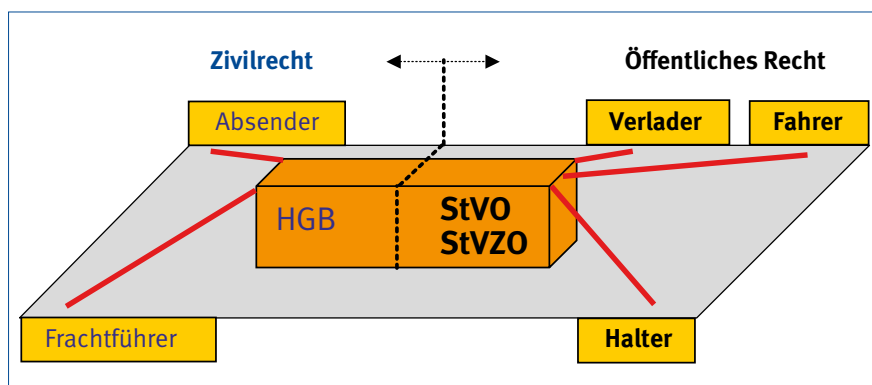 Zivilrecht
Öffentliches Recht
Absender
Verlader
Fahrer
HGB
StVO
StVZO
Frachtführer
Halter